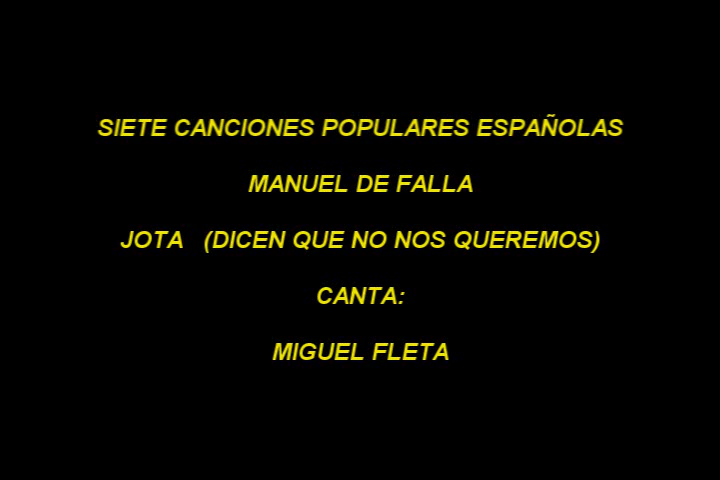 SIETE CANCIONES POPULARES ESPAÑOLAS
MANUEL DE FALLA
JOTA (DICEN QUE NO NOS QUEREMOS)
CANTA:
MIGUEL FLETA